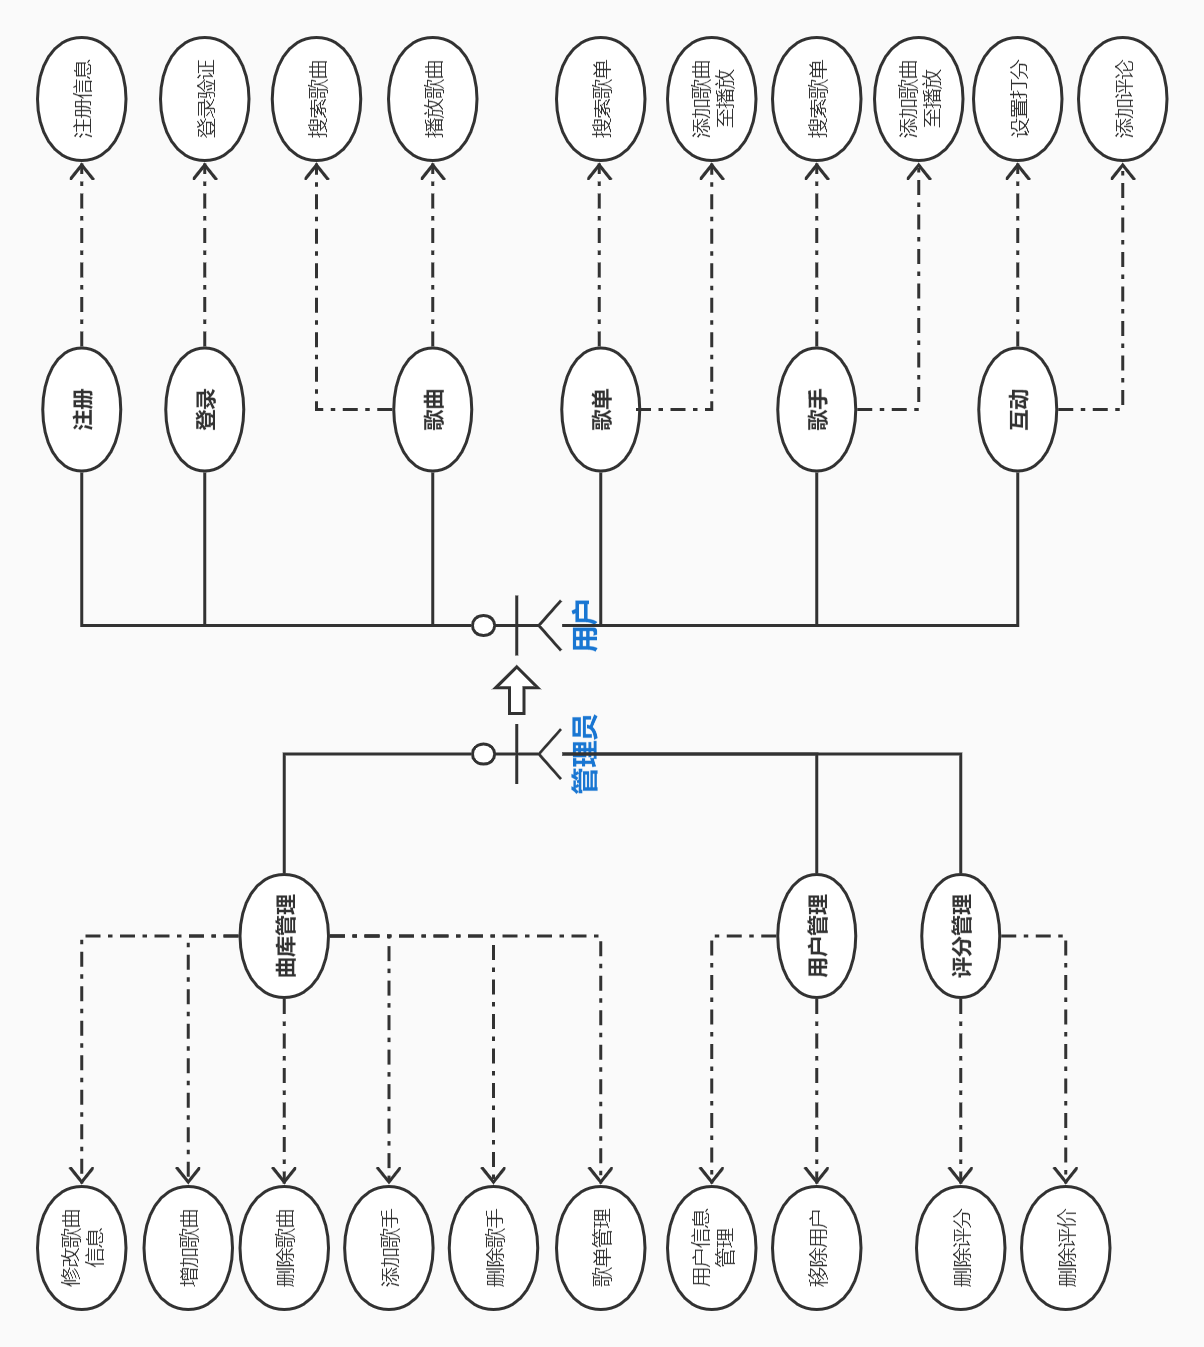 注册信息
登录验证
搜索歌曲
播放歌曲
搜索歌单
添加歌曲
至播放
搜索歌单
添加歌曲
至播放
设置打分
添加评论
注册
登录
歌曲
歌单
歌手
互动
用户
管理员
曲库管理
用户管理
评分管理
修改歌曲
信息
增加歌曲
删除歌曲
添加歌手
删除歌手
歌单管理
用户信息
管理
移除用户
删除评分
删除评价